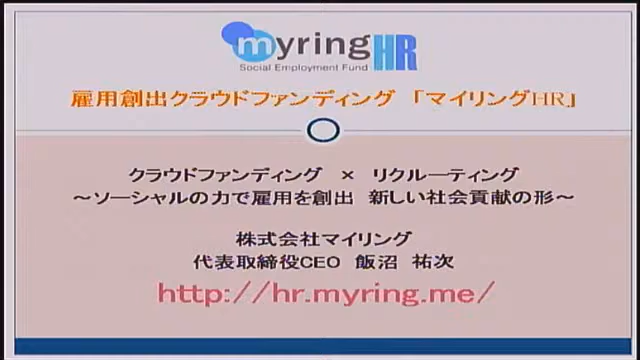 myringHR
Social Employment Fund
雇用創出クラウドファンディング 「マイリングHR」
クラウドファンディング × リクルーティング
～ソーシャルの力で雇用を創出 新しい社会貢献の形～
株式会社マイリング
代表取締役CEO 飯沼 祐次
http://hr.myring.me/